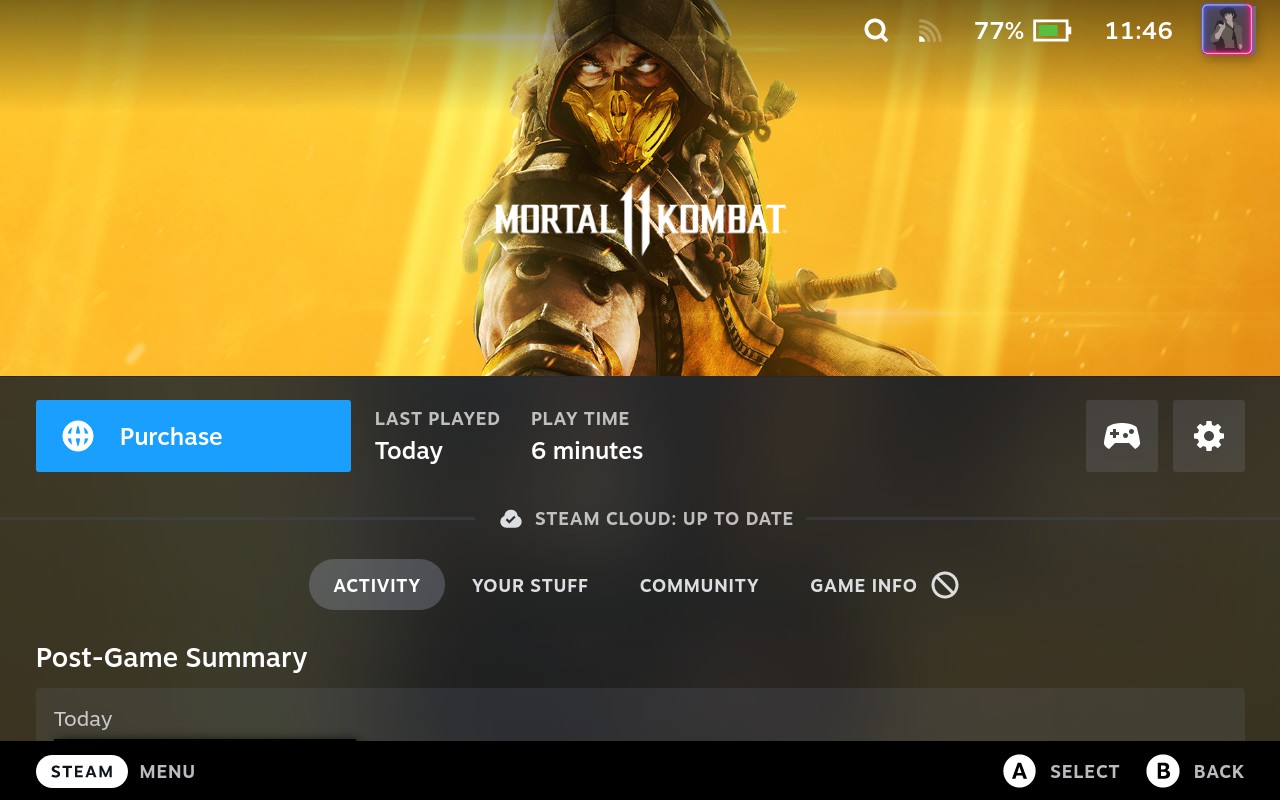 77%
11:46
MORTAL 11 KOMBAT
Purchase
LAST PLAYED
Today
PLAY TIME
6 minutes
STEAM CLOUD: UP TO DATE
ACTIVITY
YOUR STUFF
COMMUNITY
GAME INFO
Post-Game Summary
Today
STEAM MENU
A SELECT
B BACK